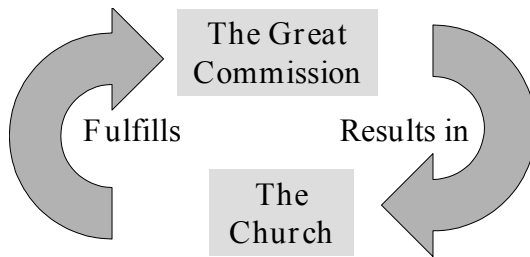 The Great
Commission
Fulfills
Results in
The
Church